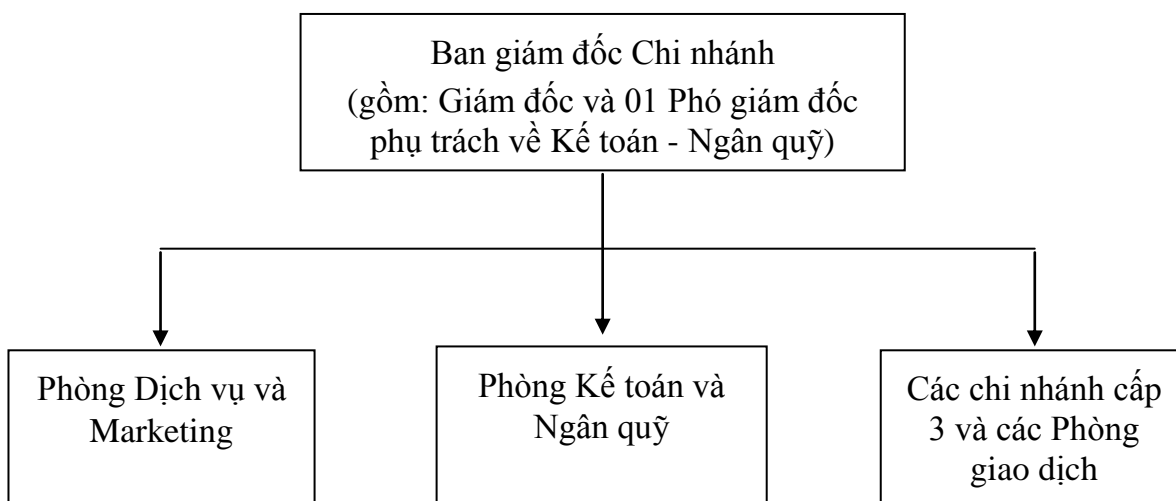 Ban giám đốc Chi nhánh
(gồm: Giám đốc và 01 Phó giám đốc
phụ trách về Kế toán - Ngân quỹ)
Phòng Dịch vụ và
Marketing
Phòng Kế toán và
Ngân quỹ
Các chi nhánh cấp
3 và các Phòng
giao dịch